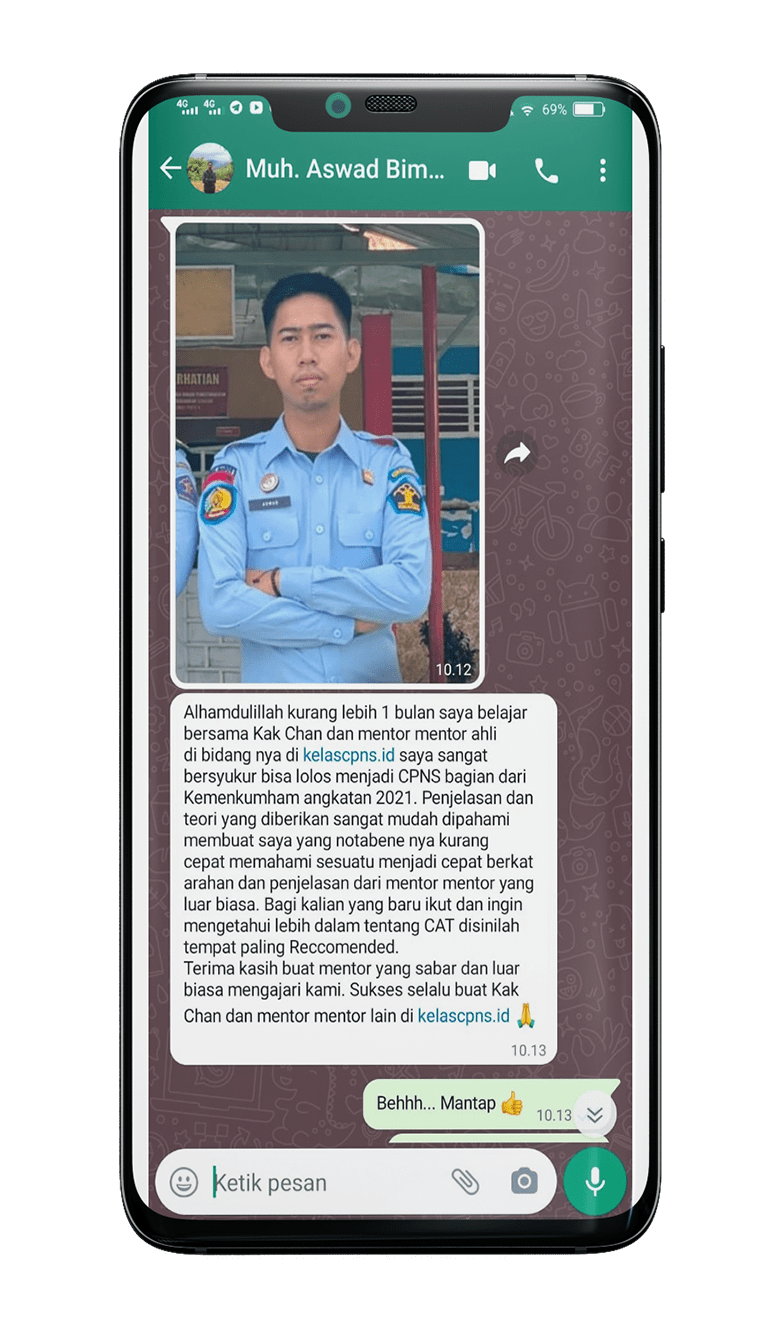 4G 4G 69%
Muh. Aswad Bim...
ERHATIAN
ASWAD
10.12
Alhamdulillah kurang lebih 1 bulan saya belajar
bersama Kak Chan dan mentor mentor ahli
di bidang nya di kelascpns.id saya sangat
bersyukur bisa lolos menjadi CPNS bagian dari
Kemenkumham angkatan 2021. Penjelasan dan
teori yang diberikan sangat mudah dipahami
membuat saya yang notabene nya kurang
cepat memahami sesuatu menjadi cepat berkat
arahan dan penjelasan dari mentor mentor yang
luar biasa. Bagi kalian yang baru ikut dan ingin
mengetahui lebih dalam tentang CAT disinilah
tempat paling Reccomended.
Terima kasih buat mentor yang sabar dan luar
biasa mengajari kami. Sukses selalu buat Kak
Chan dan mentor mentor lain di kelascpns.id 🙏
10.13
Behhh... Mantap 👍 10.13
Ketik pesan